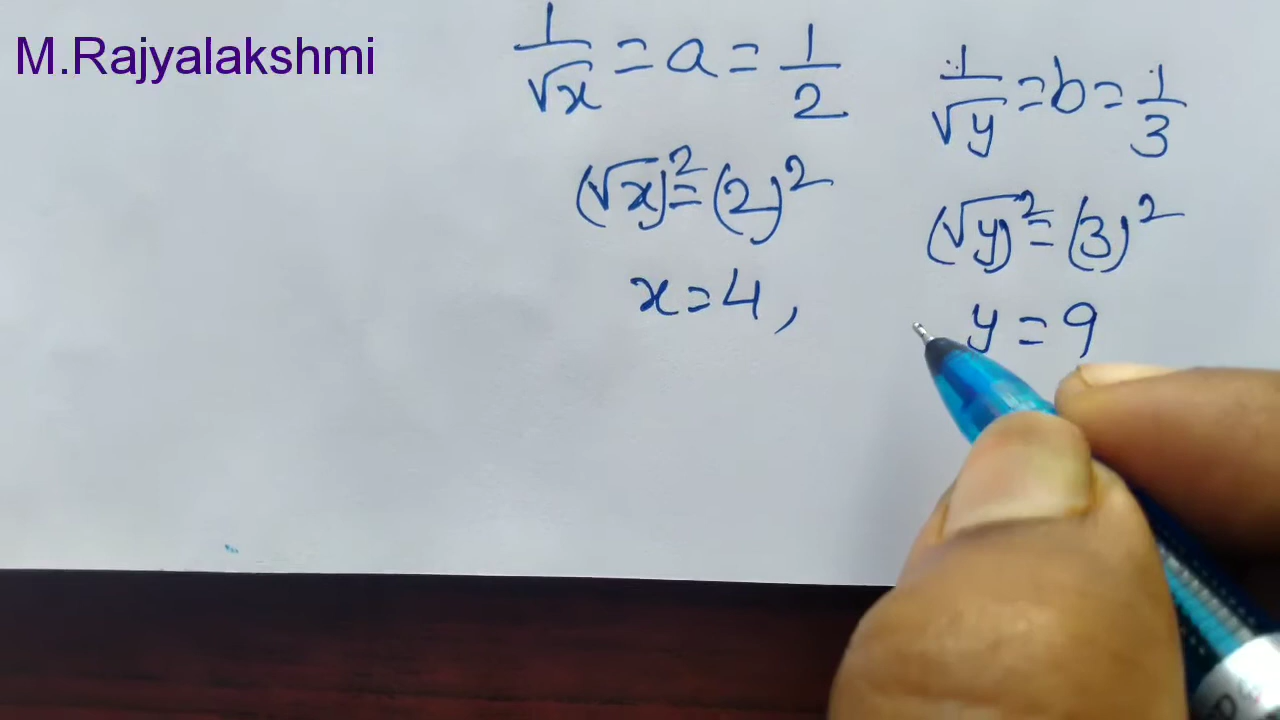 M.Rajyalakshmi
1/√x = a = 1/2
(√x)² = (2)²
x = 4,
1/√y = b = 1/3
(√y)² = (3)²
y = 9